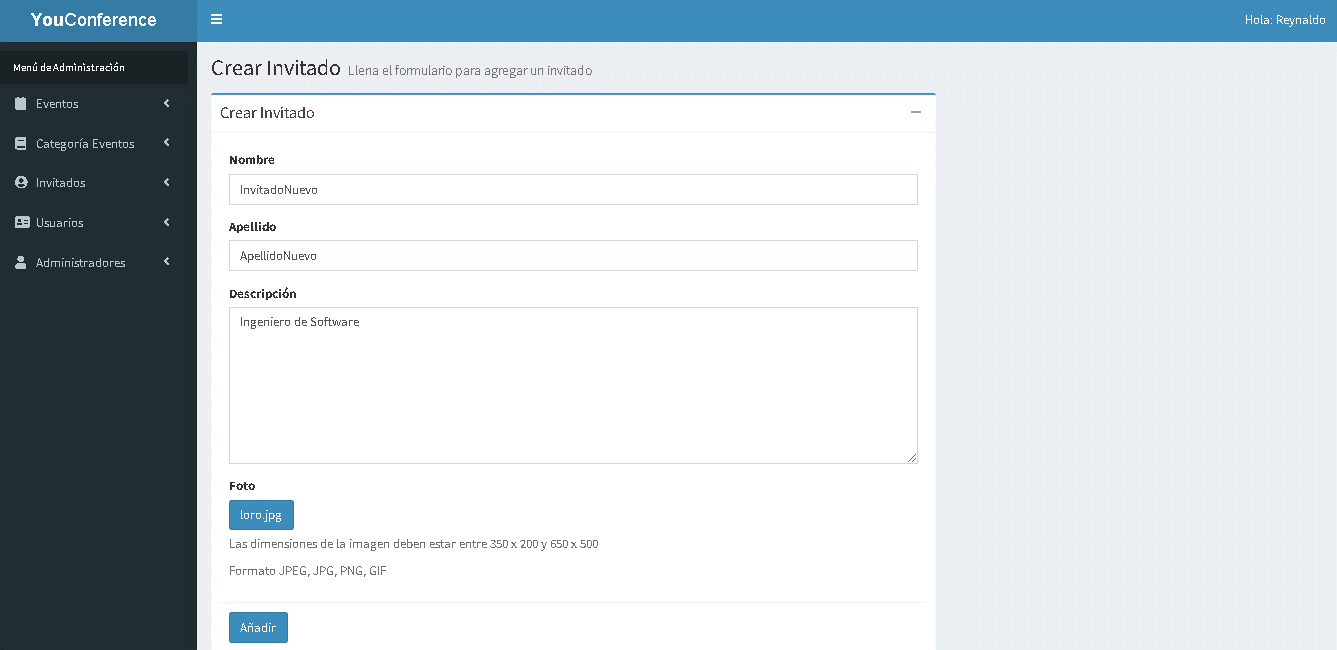 YouConference
Hola: Reynaldo
Menú de Administración
Eventos
Categoría Eventos
Invitados
Usuarios
Administradores
Crear Invitado Llena el formulario para agregar un invitado
Crear Invitado
Nombre
InvitadoNuevo
Apellido
ApellidoNuevo
Descripción
Ingeniero de Software
Foto
loro.jpg
Las dimensiones de la imagen deben estar entre 350 x 200 y 650 x 500
Formato JPEG, JPG, PNG, GIF
Añadir